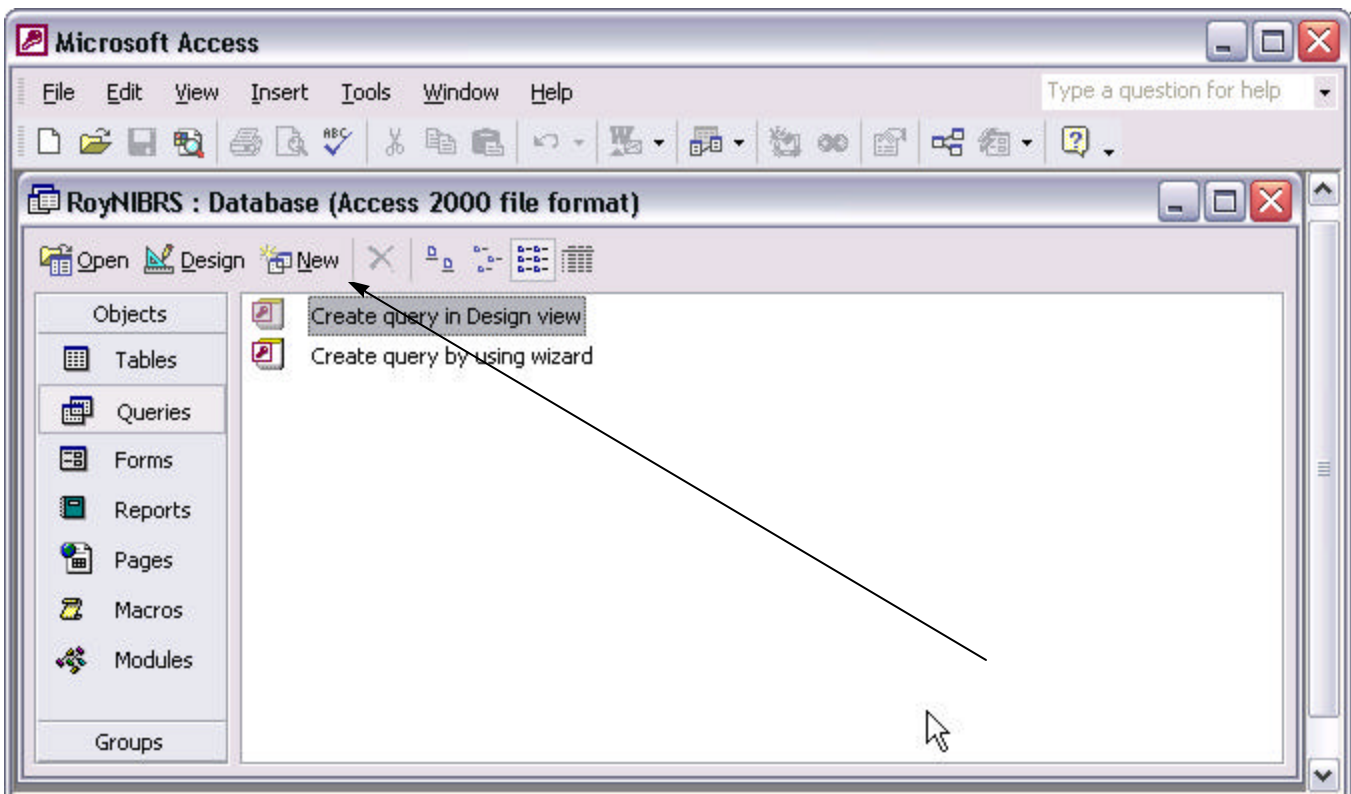 Microsoft Access
File Edit View Insert Tools Window Help Type a question for help
ABC W
RoyNIBRS : Database (Access 2000 file format)
Open Design New
Objects
Create query in Design view
Tables
Create query by using wizard
Queries
Forms
Reports
Pages
Macros
Modules
Groups